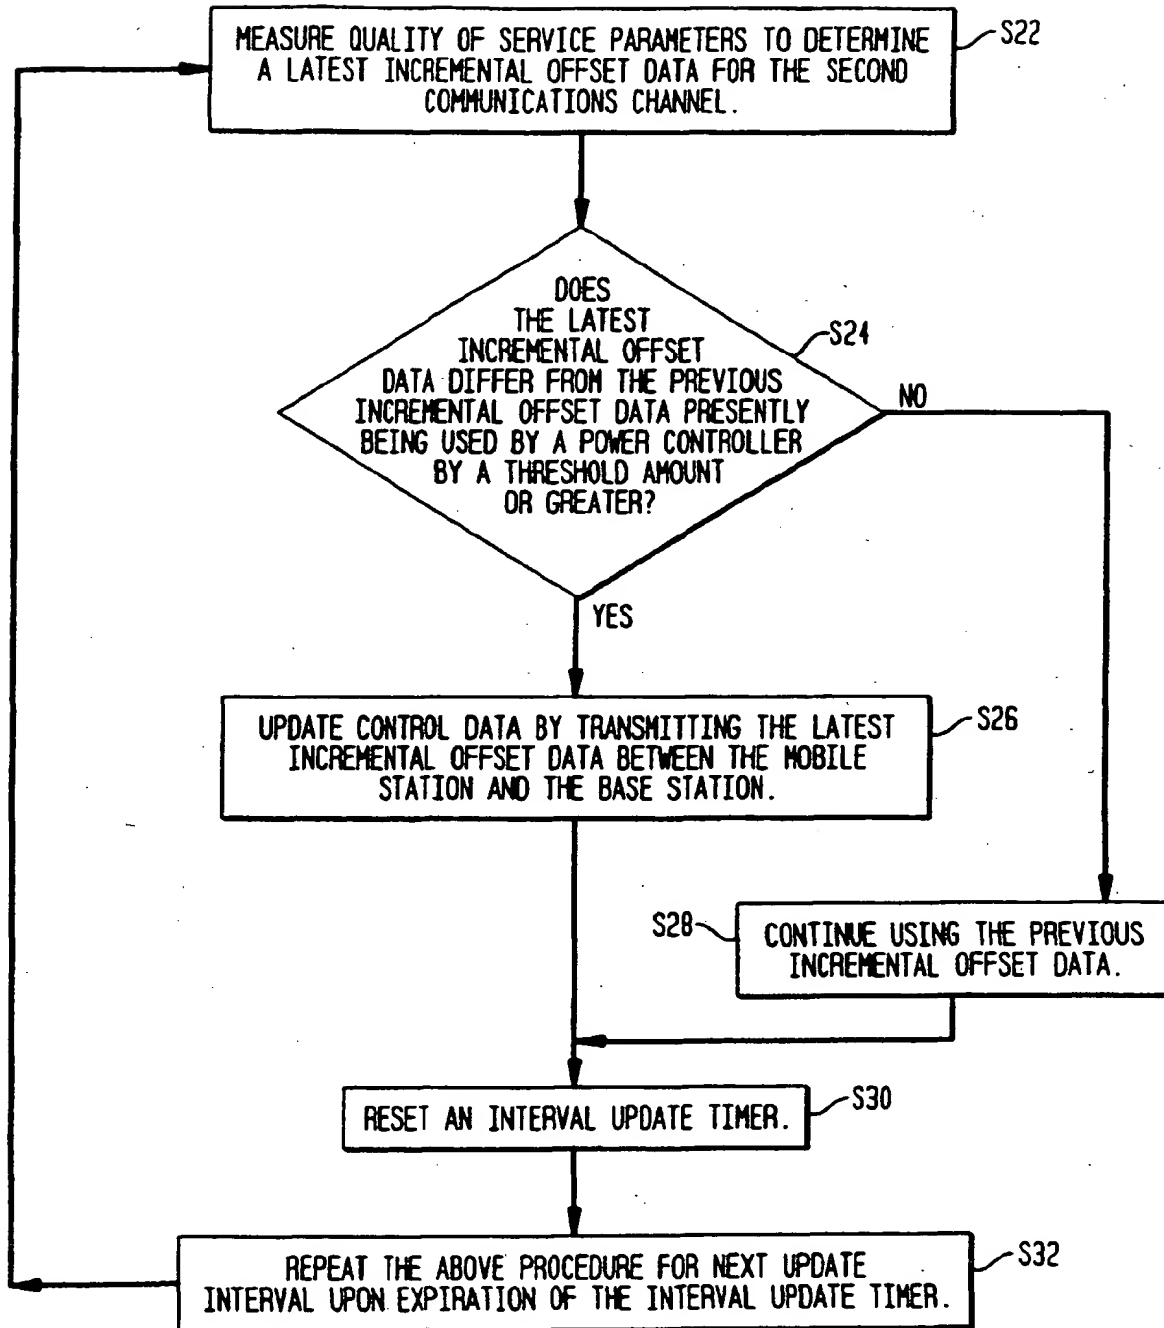 MEASURE QUALITY OF SERVICE PARAMETERS TO DETERMINE
A LATEST INCREMENTAL OFFSET DATA FOR THE SECOND
COMMUNICATIONS CHANNEL.
S22
DOES
THE LATEST
INCREMENTAL OFFSET
DATA DIFFER FROM THE PREVIOUS
INCREMENTAL OFFSET DATA PRESENTLY
BEING USED BY A POWER CONTROLLER
BY A THRESHOLD AMOUNT
OR GREATER?
S24
NO
YES
UPDATE CONTROL DATA BY TRANSMITTING THE LATEST
INCREMENTAL OFFSET DATA BETWEEN THE MOBILE
STATION AND THE BASE STATION.
S26
S28
CONTINUE USING THE PREVIOUS
INCREMENTAL OFFSET DATA.
RESET AN INTERVAL UPDATE TIMER.
S30
REPEAT THE ABOVE PROCEDURE FOR NEXT UPDATE
INTERVAL UPON EXPIRATION OF THE INTERVAL UPDATE TIMER.
S32